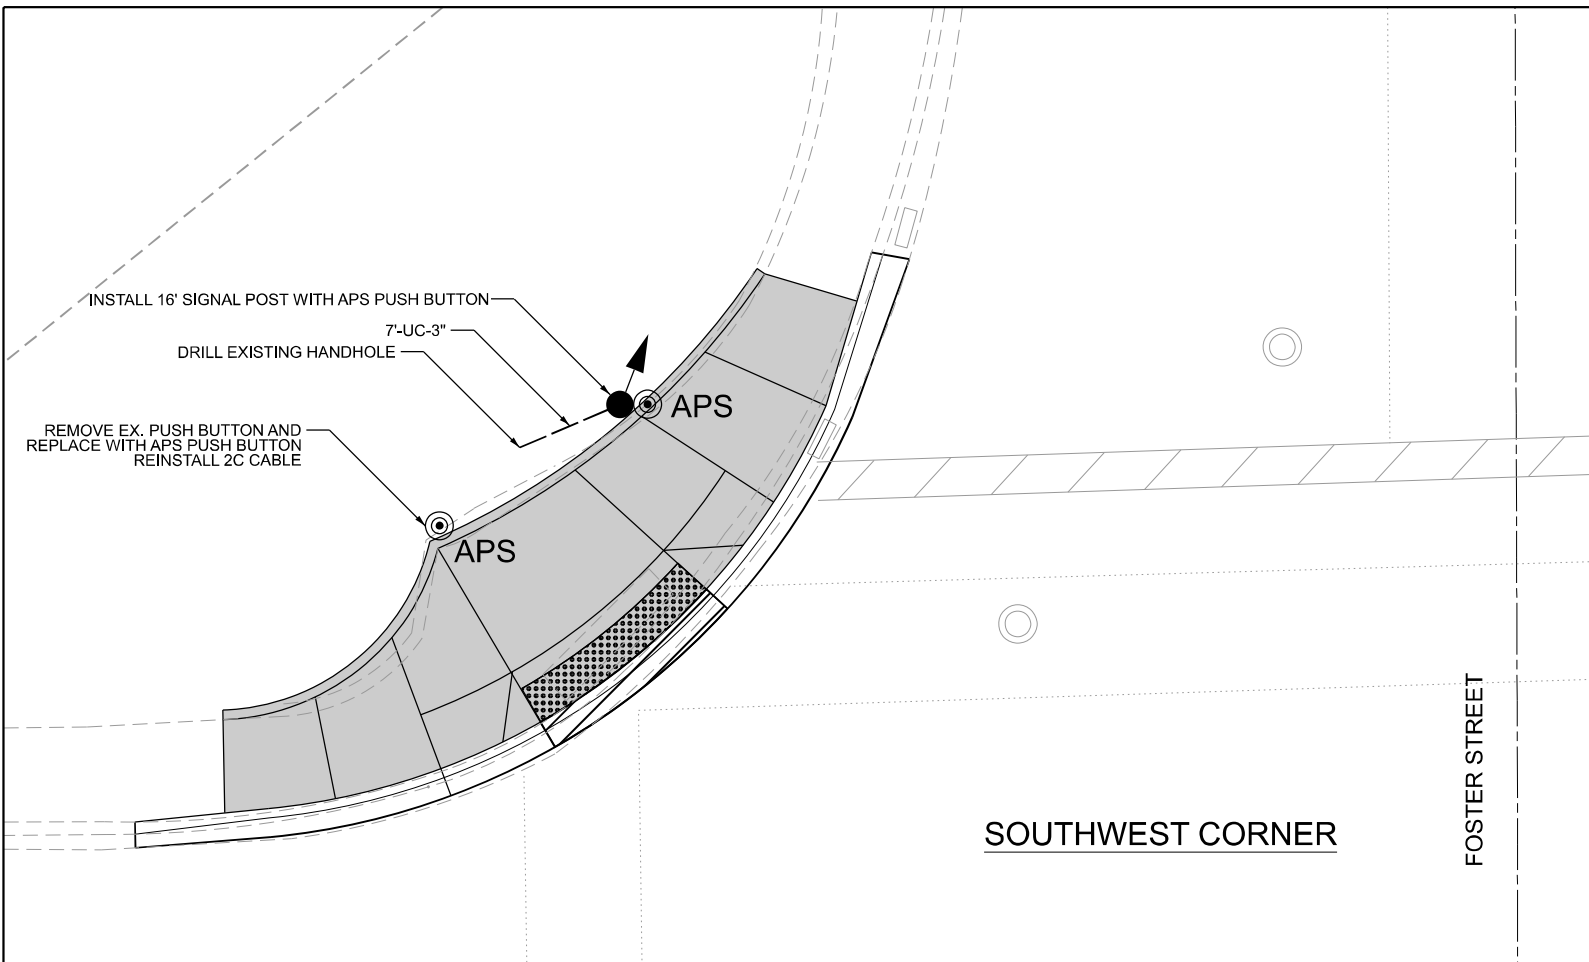 INSTALL 16' SIGNAL POST WITH APS PUSH BUTTON
7'-UC-3"
DRILL EXISTING HANDHOLE
APS
REMOVE EX. PUSH BUTTON AND
REPLACE WITH APS PUSH BUTTON
REINSTALL 2C CABLE
APS
SOUTHWEST CORNER
FOSTER STREET